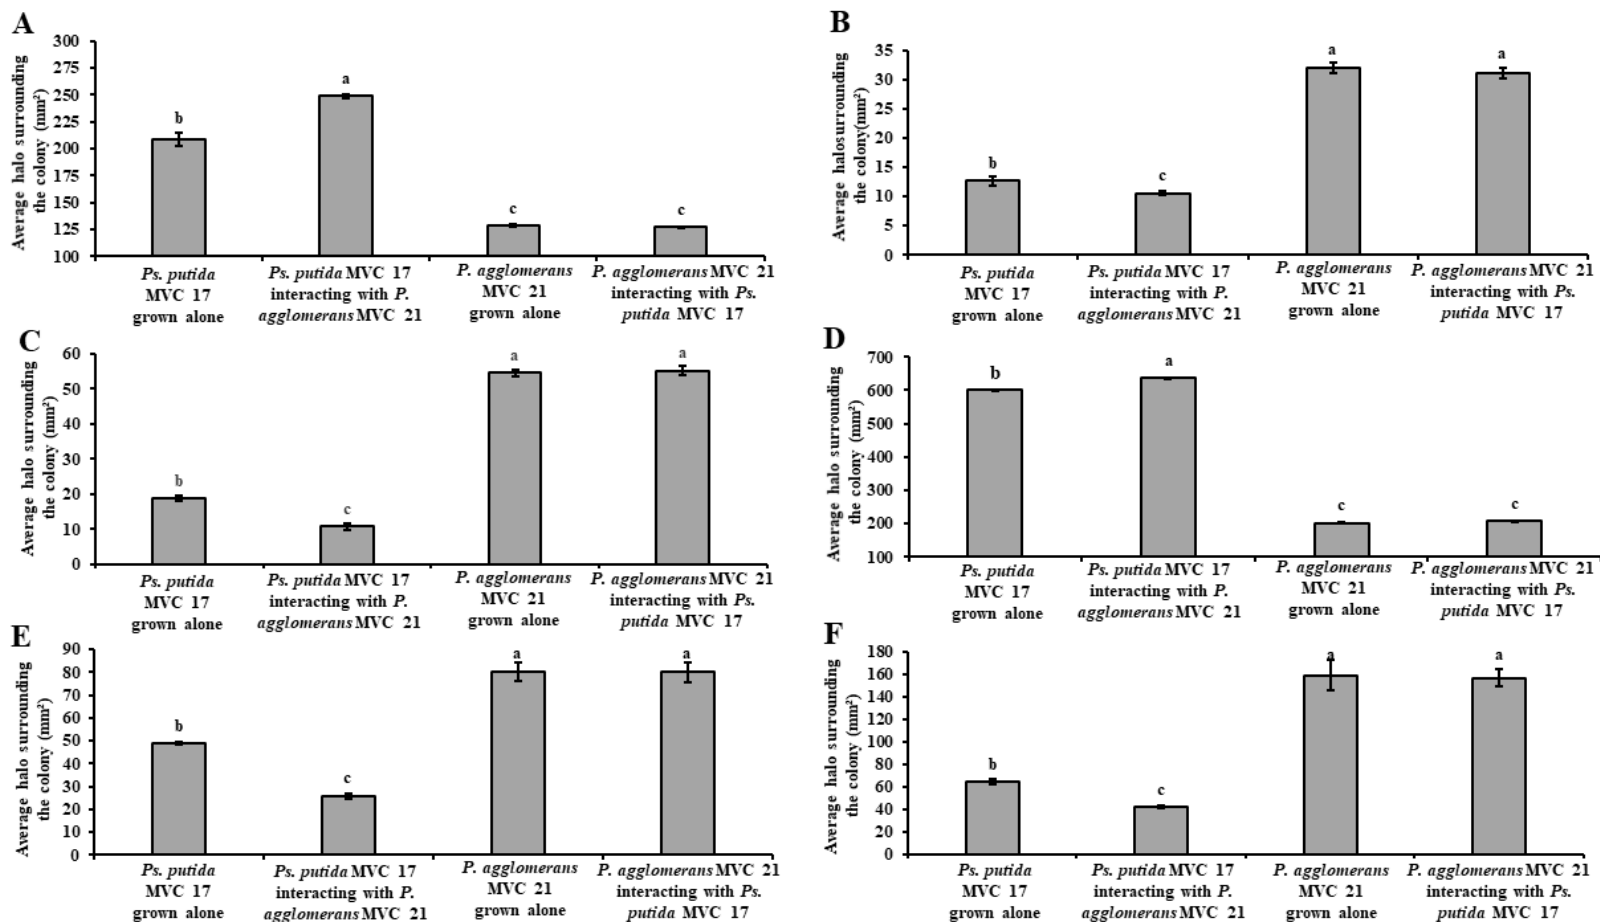 A
Average halo surrounding
the colony (mm²)
300
275
250
225
200
175
150
125
100
b
a
c
c
Ps. putida
MVC 17
grown alone
Ps. putida MVC 17
interacting with P.
agglomerans MVC 21
P. agglomerans
MVC 21
grown alone
P. agglomerans MVC 21
interacting with Ps.
putida MVC 17
B
Average halosurrounding
the colony(mm²)
35
30
25
20
15
10
5
0
b
c
a
a
Ps. putida
MVC 17
grown alone
Ps. putida MVC 17
interacting with P.
agglomerans MVC 21
P. agglomerans
MVC 21
grown alone
P. agglomerans MVC 21
interacting with Ps.
putida MVC 17
C
Average halo surrounding
the colony (mm²)
60
50
40
30
20
10
0
b
c
a
a
Ps. putida
MVC 17
grown alone
Ps. putida MVC 17
interacting with P.
agglomerans MVC 21
P. agglomerans
MVC 21
grown alone
P. agglomerans MVC 21
interacting with Ps.
putida MVC 17
D
Average halo surrounding
the colony (mm²)
700
600
500
400
300
200
100
b
a
c
c
Ps. putida
MVC 17
grown alone
Ps. putida MVC 17
interacting with P.
agglomerans MVC 21
P. agglomerans
MVC 21
grown alone
P. agglomerans MVC 21
interacting with Ps.
putida MVC 17
E
Average halo surrounding
the colony (mm²)
90
80
70
60
50
40
30
20
10
0
b
c
a
a
Ps. putida
MVC 17
grown alone
Ps. putida MVC 17
interacting with P.
agglomerans MVC 21
P. agglomerans
MVC 21
grown alone
P. agglomerans MVC 21
interacting with Ps.
putida MVC 17
F
Average halo surrounding
the colony (mm²)
180
160
140
120
100
80
60
40
20
0
b
c
a
a
Ps. putida
MVC 17
grown alone
Ps. putida MVC 17
interacting with P.
agglomerans MVC 21
P. agglomerans
MVC 21
grown alone
P. agglomerans MVC 21
interacting with Ps.
putida MVC 17